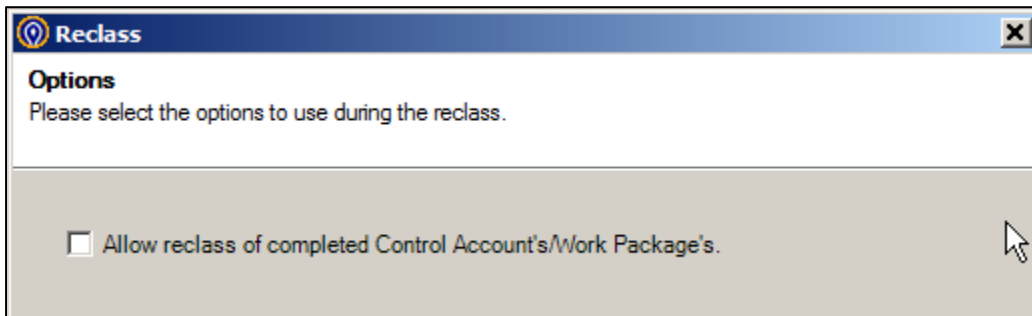 Reclass
Options
Please select the options to use during the reclass.
Allow reclass of completed Control Account's/Work Package's.